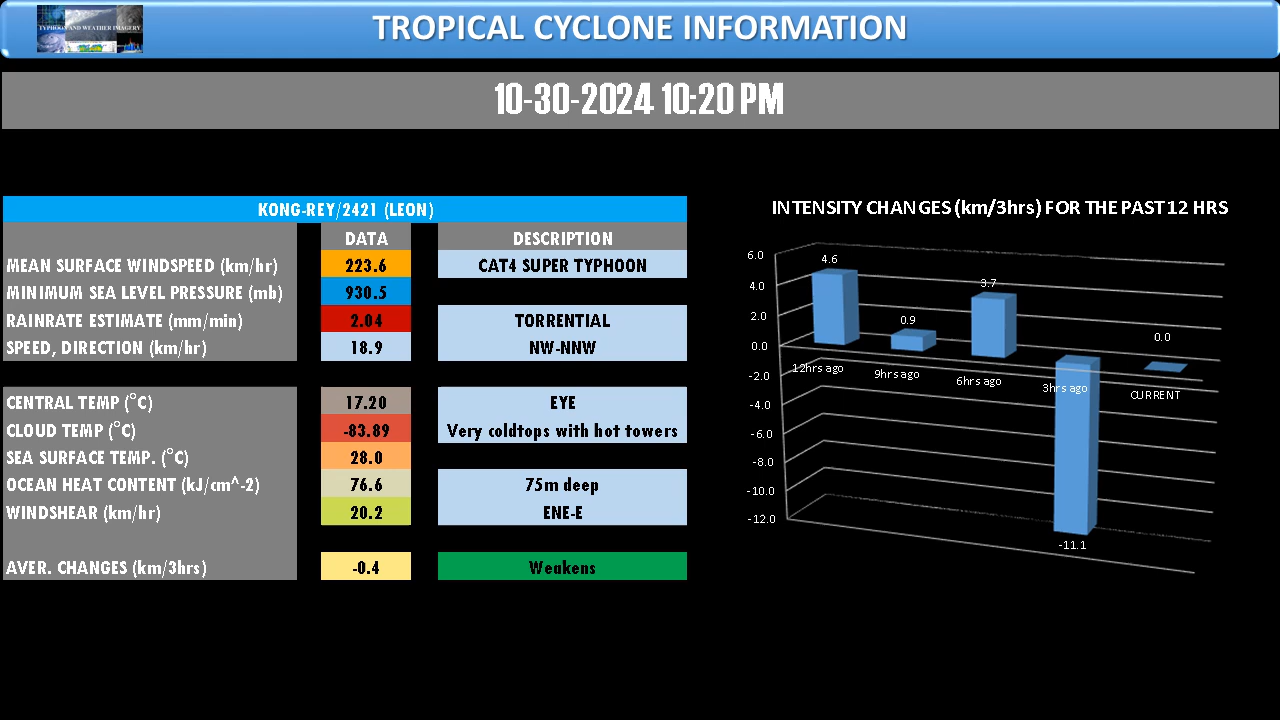 TYPHOON AND WEATHER IMAGERY
TROPICAL CYCLONE INFORMATION
10-30-2024 10:20 PM
KONG-REY/2421 (LEON)
DATA DESCRIPTION
MEAN SURFACE WINDSPEED (km/hr) 223.6 CAT4 SUPER TYPHOON
MINIMUM SEA LEVEL PRESSURE (mb) 930.5
RAINRATE ESTIMATE (mm/min) 2.04 TORRENTIAL
SPEED, DIRECTION (km/hr) 18.9 NW-NNW
CENTRAL TEMP (°C) 17.20 EYE
CLOUD TEMP (°C) -83.89 Very coldtops with hot towers
SEA SURFACE TEMP. (°C) 28.0
OCEAN HEAT CONTENT (kJ/cm^-2) 76.6 75m deep
WINDSHEAR (km/hr) 20.2 ENE-E
AVER. CHANGES (km/3hrs) -0.4 Weakens
INTENSITY CHANGES (km/3hrs) FOR THE PAST 12 HRS
6.0
4.0
2.0
0.0
-2.0
-4.0
-6.0
-8.0
-10.0
-12.0
4.6
0.9
3.7
-11.1
0.0
12hrs ago
9hrs ago
6hrs ago
3hrs ago
CURRENT